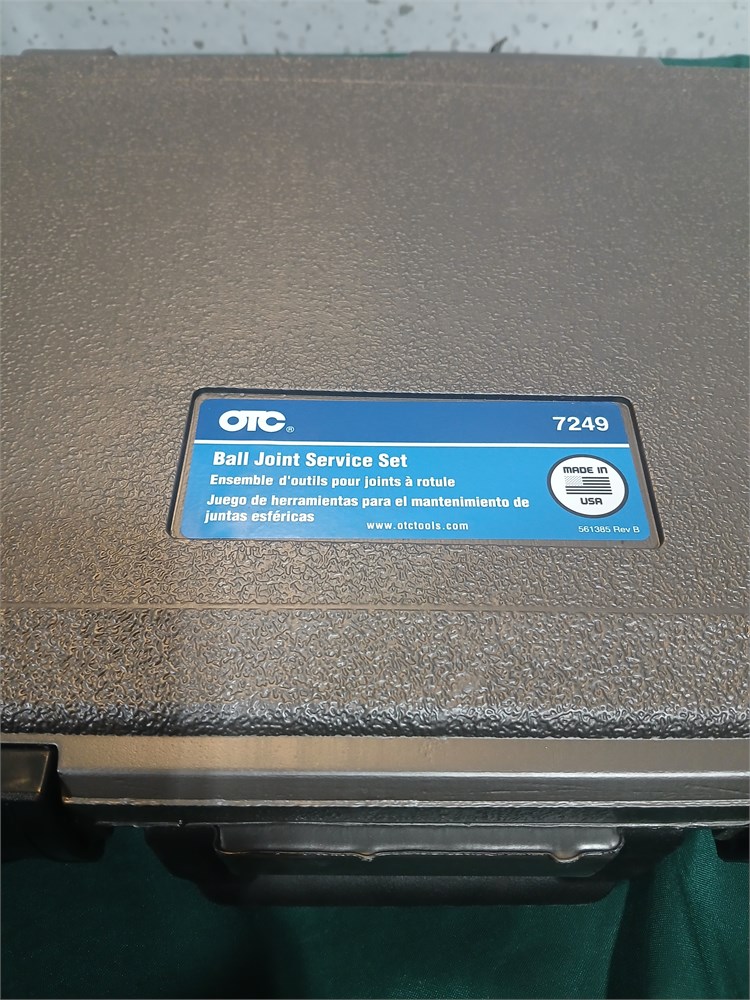 OTC®
7249
Ball Joint Service Set
Ensemble d'outils pour joints à rotule
Juego de herramientas para el mantenimiento de
juntas esféricas
www.otctools.com
MADE IN
USA
561385 Rev B